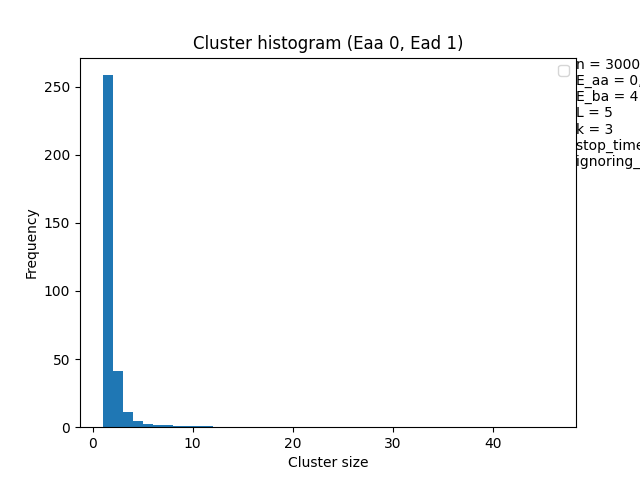 Cluster histogram (Eaa 0, Ead 1)
n = 3000
E_aa = 0,
E_ba = 4
L = 5
k = 3
stop_time
ignoring_
Frequency
250
200
150
100
50
0
0 10 20 30 40
Cluster size